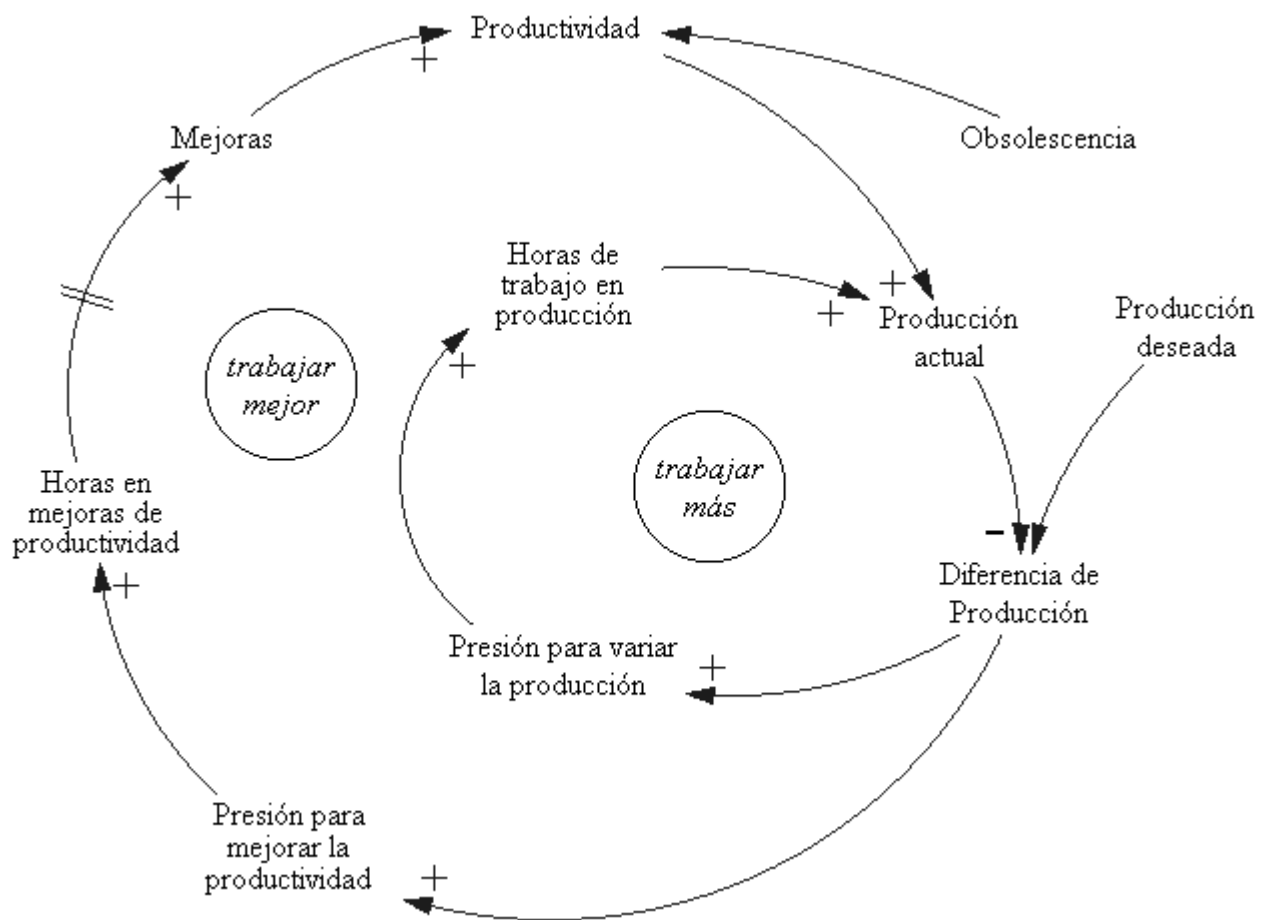 Productividad
Mejoras
Obsolescencia
+
+
Horas de
trabajo en
producción
+
+
Producción
actual
Producción
deseada
+
trabajar
mejor
trabajar
más
Horas en
mejoras de
productividad
+
-
Diferencia de
Producción
Presión para variar
la producción
+
Presión para
mejorar la
productividad
+